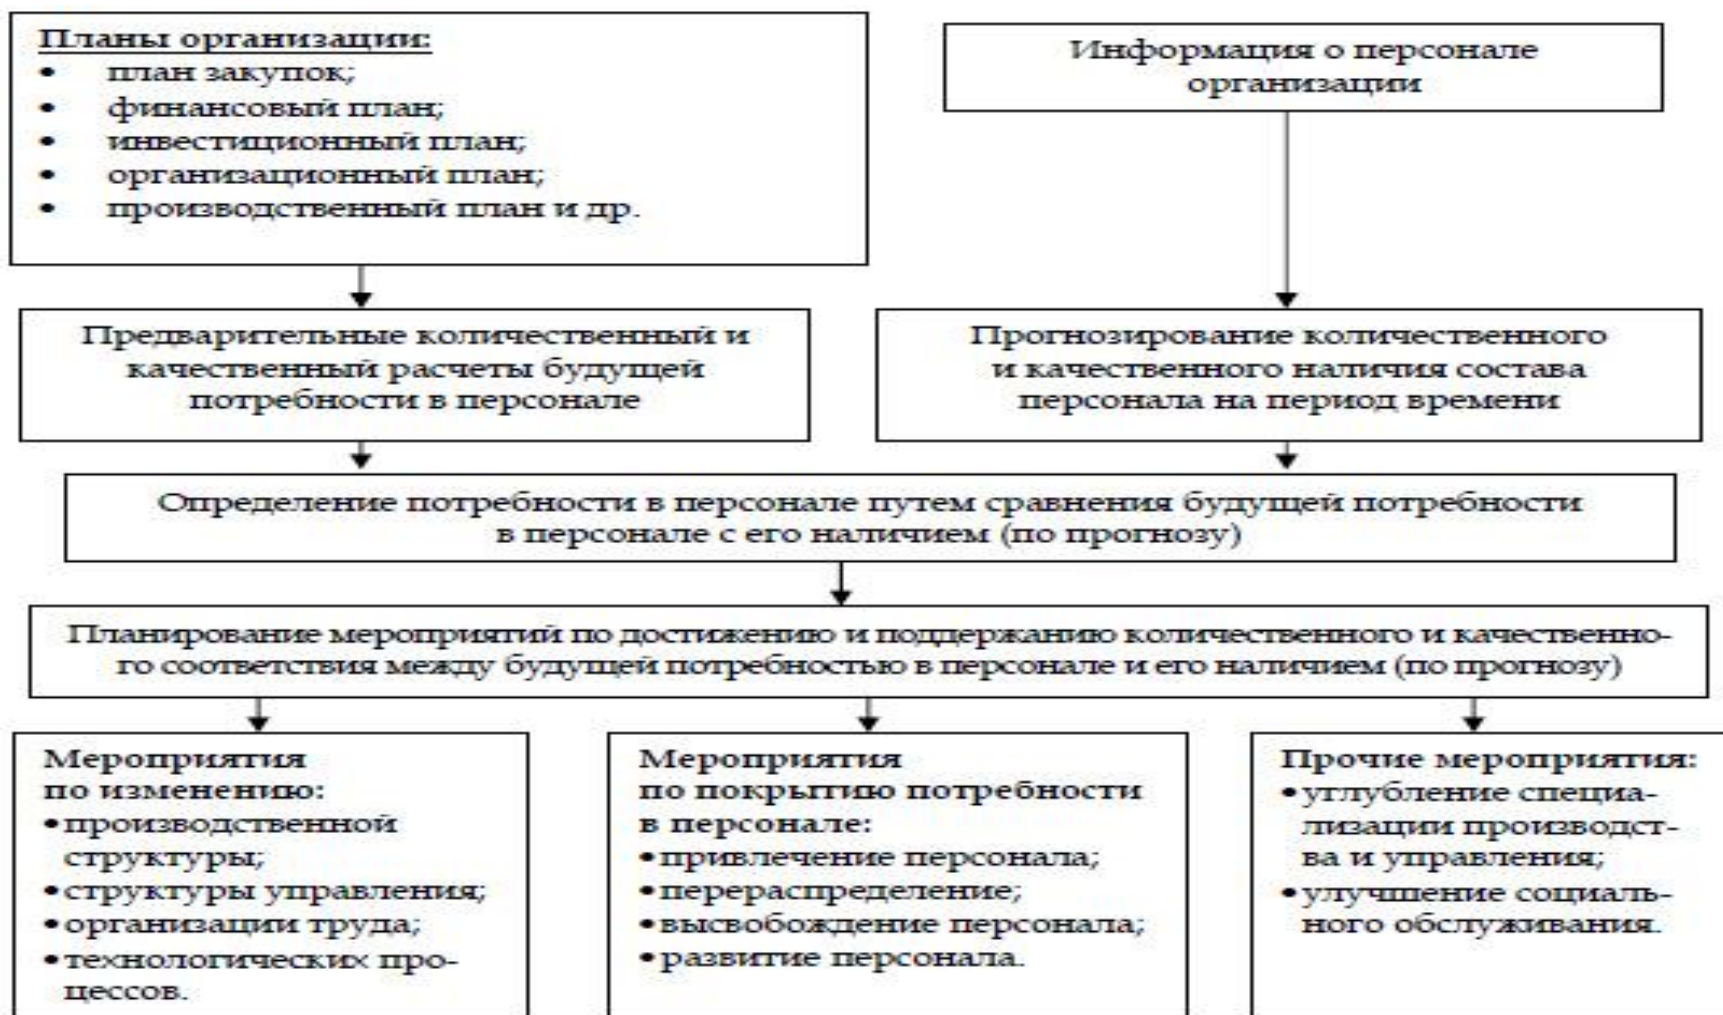 Планы организации:
• план закупок;
• финансовый план;
• инвестиционный план;
• организационный план;
• производственный план и др.
Информация о персонале
организации
Предварительные количественный и
качественный расчеты будущей
потребности в персонале
Прогнозирование количественного
и качественного наличия состава
персонала на период времени
Определение потребности в персонале путем сравнения будущей потребности
в персонале с его наличием (по прогнозу)
Планирование мероприятий по достижению и поддержанию количественного и качественно-
го соответствия между будущей потребностью в персонале и его наличием (по прогнозу)
Мероприятия
по изменению:
• производственной
структуры;
• структуры управления;
• организации труда;
• технологических про-
цессов.
Мероприятия
по покрытию потребности
в персонале:
• привлечение персонала;
• перераспределение;
• высвобождение персонала;
• развитие персонала.
Прочие мероприятия:
• углубление специа-
лизации производст-
ва и управления;
• улучшение социаль-
ного обслуживания.